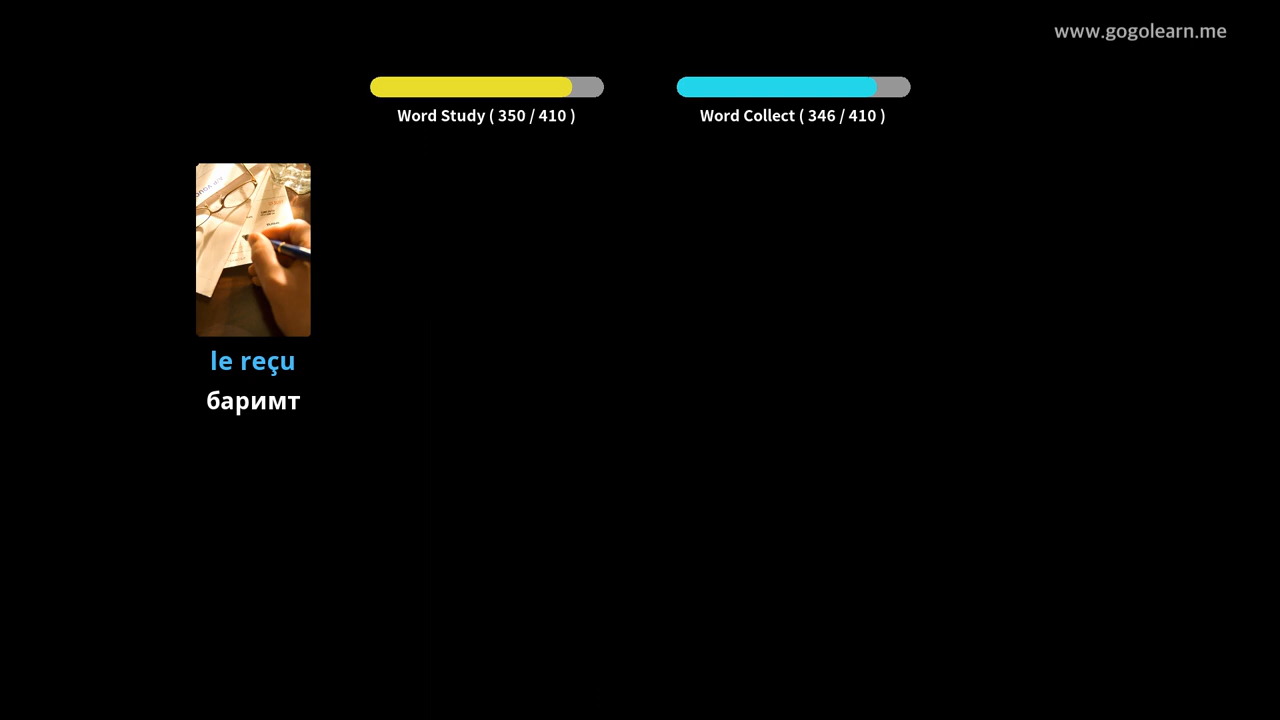 www.gogolearn.me
Word Study ( 350 / 410 )
Word Collect ( 346 / 410 )
le reçu
баримт